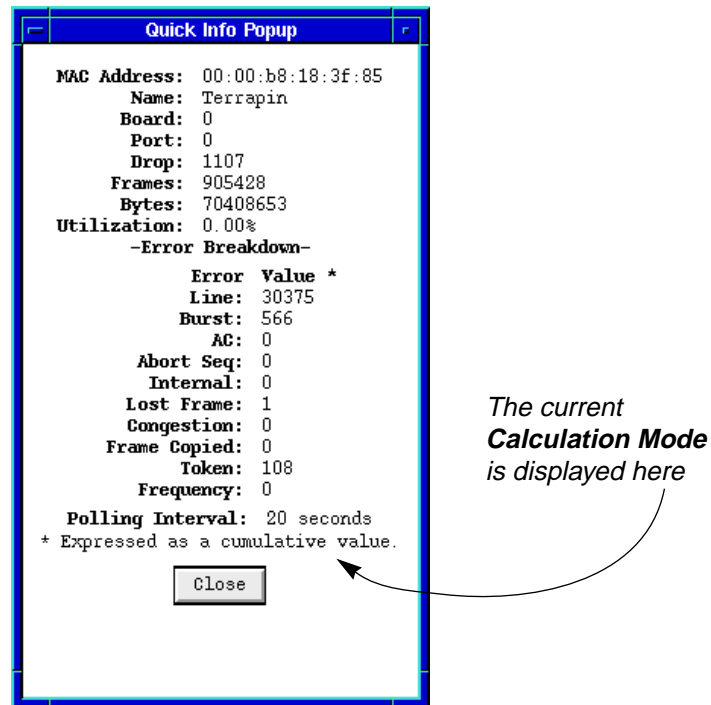 Quick Info Popup
MAC Address: 00:00:b8:18:3f:85
Name: Terrapin
Board: 0
Port: 0
Drop: 1107
Frames: 905428
Bytes: 70408653
Utilization: 0.00%
-Error Breakdown-
Error Value *
Line: 30375
Burst: 566
AC: 0
Abort Seq: 0
Internal: 0
Lost Frame: 1
Congestion: 0
Frame Copied: 0
Token: 108
Frequency: 0
Polling Interval: 20 seconds
* Expressed as a cumulative value.
Close
The current
Calculation Mode
is displayed here